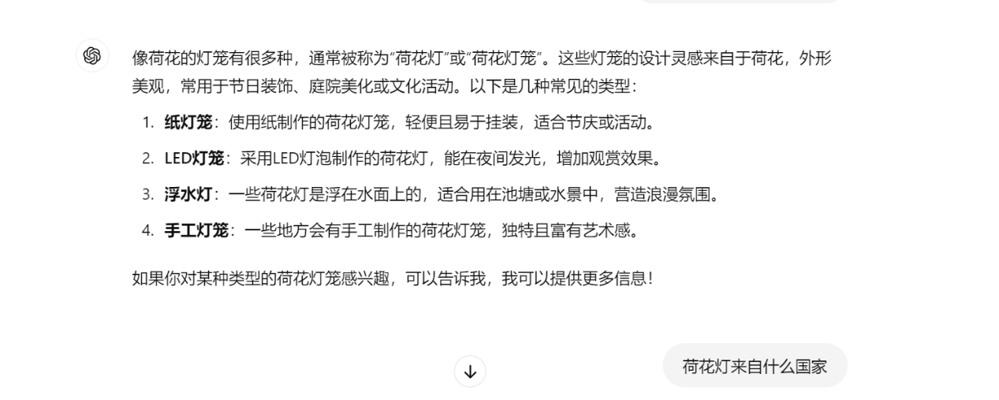 像荷花的灯笼有很多种，通常被称为“荷花灯”或“荷花灯笼”。这些灯笼的设计灵感来自于荷花，外形
美观，常用于节日装饰、庭院美化或文化活动。以下是几种常见的类型：
1. 纸灯笼：使用纸制作的荷花灯笼，轻便且易于挂装，适合节庆或活动。
2. LED灯笼：采用LED灯泡制作的荷花灯，能在夜间发光，增加观赏效果。
3. 浮水灯：一些荷花灯是浮在水面上的，适合用在池塘或水景中，营造浪漫氛围。
4. 手工灯笼：一些地方会有手工制作的荷花灯笼，独特且富有艺术感。
如果你对某种类型的荷花灯笼感兴趣，可以告诉我，我可以提供更多信息！
荷花灯来自什么国家